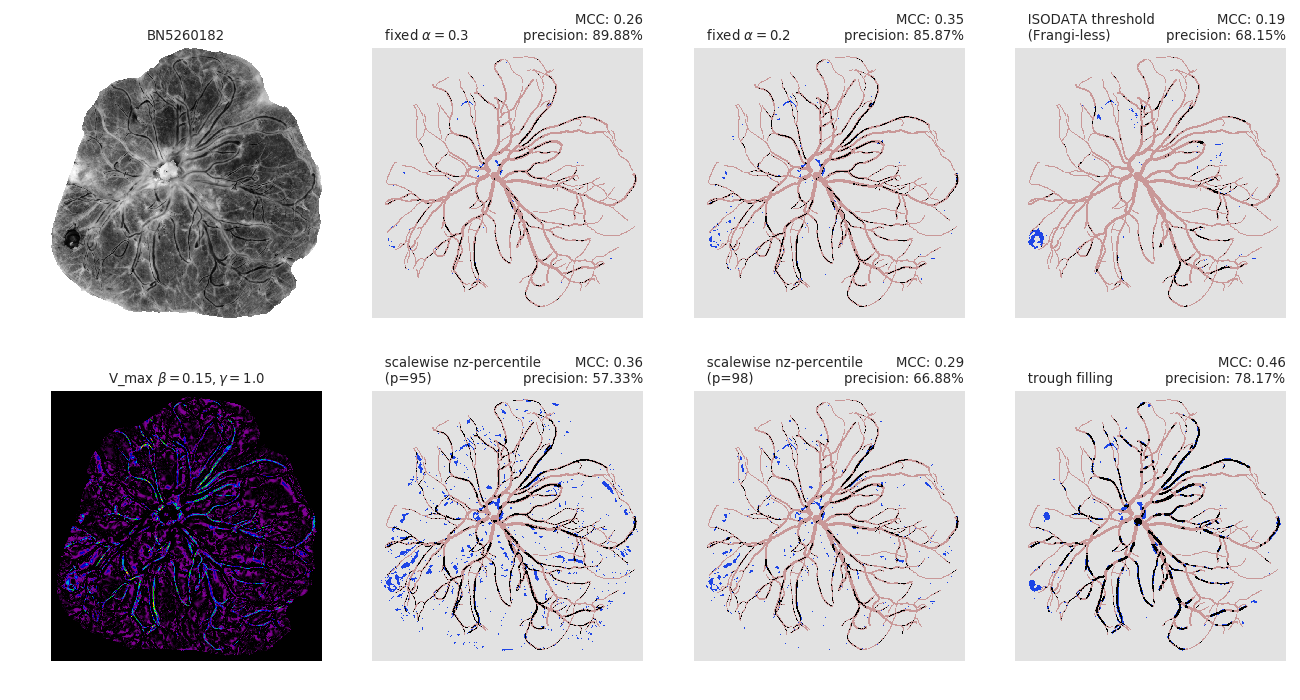 BN5260182
MCC: 0.26
fixed α = 0.3 precision: 89.88%
MCC: 0.35
fixed α = 0.2 precision: 85.87%
ISODATA threshold MCC: 0.19
(Frangi-less) precision: 68.15%
V_max β = 0.15, γ = 1.0
scalewise nz-percentile MCC: 0.36
(p=95) precision: 57.33%
scalewise nz-percentile MCC: 0.29
(p=98) precision: 66.88%
MCC: 0.46
trough filling precision: 78.17%